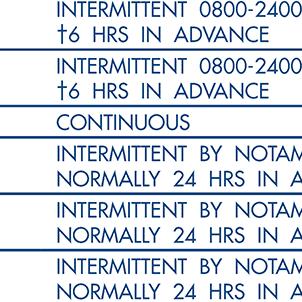 INTERMITTENT 0800-2400
†6 HRS IN ADVANCE
INTERMITTENT 0800-2400
†6 HRS IN ADVANCE
CONTINUOUS
INTERMITTENT BY NOTAM
NORMALLY 24 HRS IN A
INTERMITTENT BY NOTAM
NORMALLY 24 HRS IN A
INTERMITTENT BY NOTAM
NORMALLY 24 HRS IN A